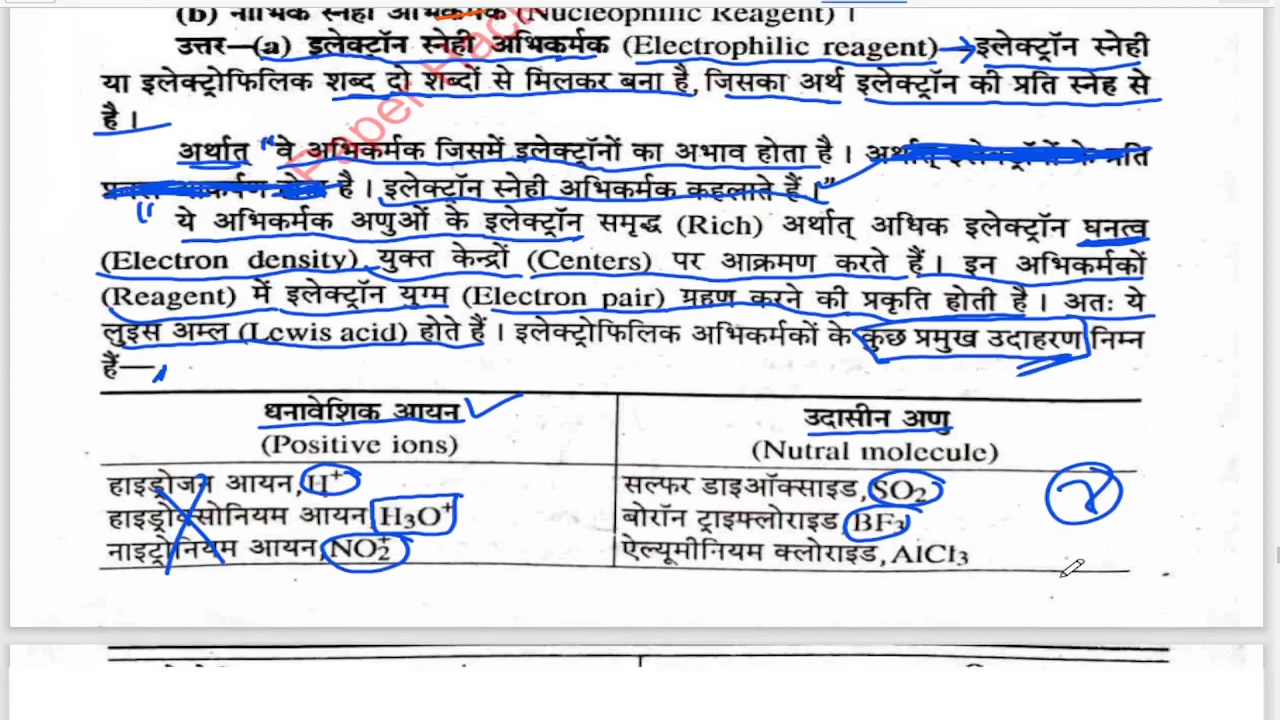 (b) नाभिक स्नेही अभिकर्मक (Nucleophilic Reagent) ।
उत्तर—(a) इलेक्टॉन स्नेही अभिकर्मक (Electrophilic reagent) → इलेक्ट्रॉन स्नेही
या इलेक्ट्रोफिलिक शब्द दो शब्दों से मिलकर बना है, जिसका अर्थ इलेक्ट्रॉन की प्रति स्नेह से
है ।
अर्थात् "वे अभिकर्मक जिसमें इलेक्ट्रॉनों का अभाव होता है । अर्थात् इलेक्ट्रॉनों के प्रति
है । इलेक्ट्रॉन स्नेही अभिकर्मक कहलाते हैं ।"
" ये अभिकर्मक अणुओं के इलेक्ट्रॉन समृद्ध (Rich) अर्थात् अधिक इलेक्ट्रॉन घनत्व
(Electron density) युक्त केन्द्रों (Centers) पर आक्रमण करते हैं । इन अभिकर्मकों
(Reagent) में इलेक्ट्रॉन युग्म (Electron pair) ग्रहण करने की प्रकृति होती है । अतः ये
लुइस अम्ल (Lcwis acid) होते हैं । इलेक्ट्रोफिलिक अभिकर्मकों के कुछ प्रमुख उदाहरण निम्न
हैं—
धनावेशिक आयन ✓ उदासीन अणु
(Positive ions) (Nutral molecule)
हाइड्रोजन आयन, H⁺ सल्फर डाइऑक्साइड, SO₂
हाइड्रोक्सोनियम आयन H₃O⁺ बोरॉन ट्राइफ्लोराइड, BF₃
नाइट्रोनियम आयन, NO₂⁺ ऐल्यूमीनियम क्लोराइड, AlCl₃
Paper Hac